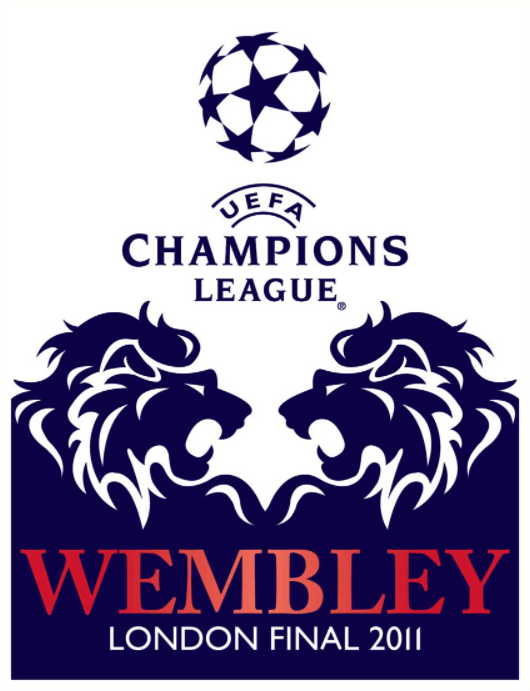 UEFA
CHAMPIONS
LEAGUE®
WEMBLEY
LONDON FINAL 2011